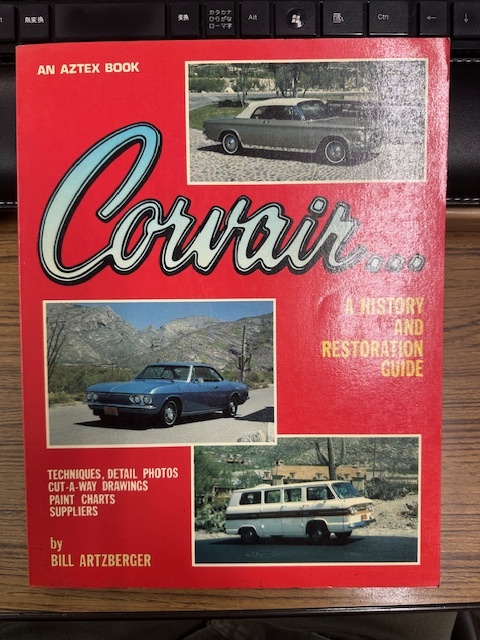 無変換
変換
カタカナ
ひらがな
ローマ字
Alt
Ctrl
AN AZTEX BOOK
Corvair...
A HISTORY
AND
RESTORATION
GUIDE
TECHNIQUES, DETAIL PHOTOS
CUT-A-WAY DRAWINGS
PAINT CHARTS
SUPPLIERS
by
BILL ARTZBERGER